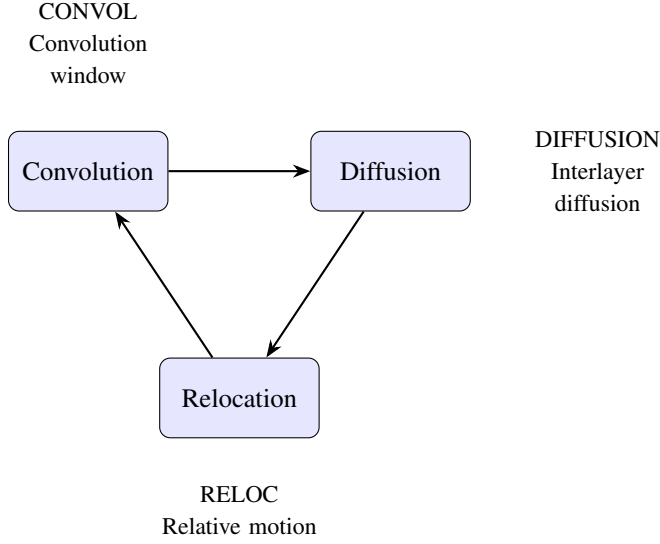 CONVOL
Convolution
window
Convolution
Diffusion
DIFFUSION
Interlayer
diffusion
Relocation
RELOC
Relative motion